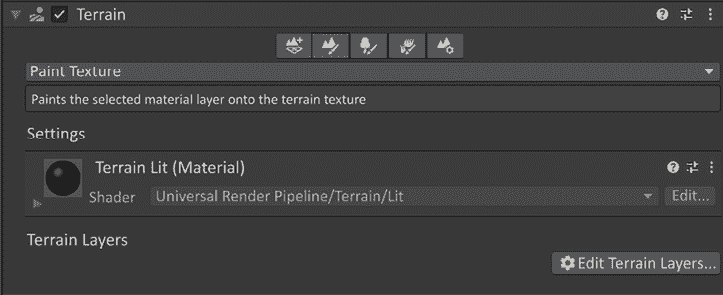 Terrain
Paint Texture
Paints the selected material layer onto the terrain texture
Settings
Terrain Lit (Material)
Shader Universal Render Pipeline/Terrain/Lit Edit...
Terrain Layers
Edit Terrain Layers...